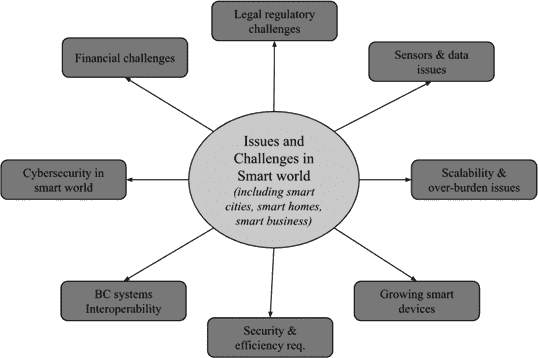 Legal regulatory
challenges
Financial challenges
Sensors & data
issues
Issues and
Challenges in
Smart world
(including smart
cities, smart homes,
smart business)
Cybersecurity in
smart world
Scalability &
over-burden issues
BC systems
Interoperability
Growing smart
devices
Security &
efficiency req.